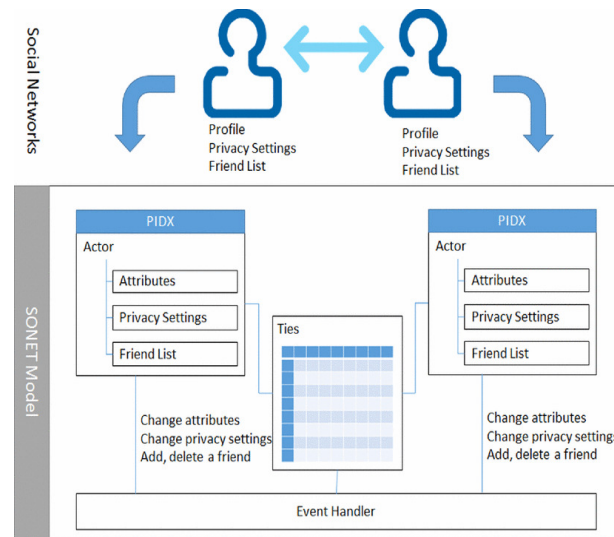 Social Networks
Profile
Privacy Settings
Friend List
Profile
Privacy Settings
Friend List
SONET Model
PIDX
Actor
Attributes
Privacy Settings
Friend List
Ties
PIDX
Actor
Attributes
Privacy Settings
Friend List
Change attributes
Change privacy settings
Add, delete a friend
Change attributes
Change privacy settings
Add, delete a friend
Event Handler